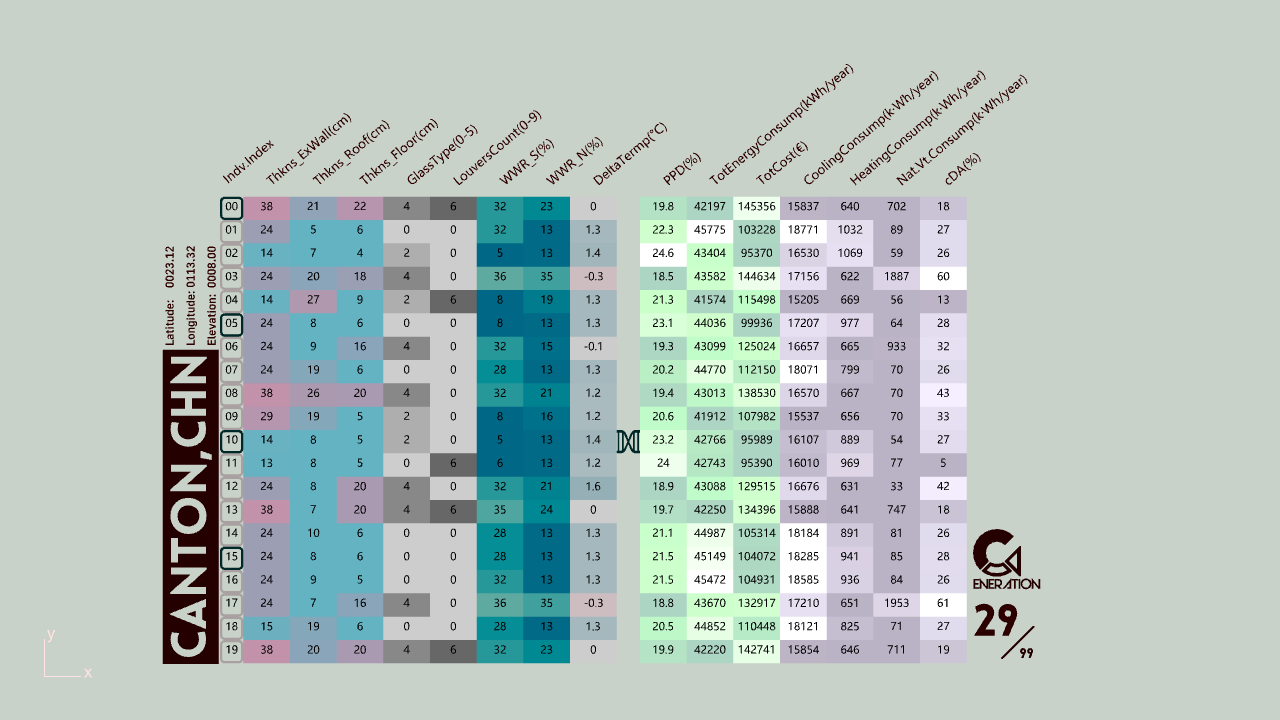 Indv.Index Thkns_ExWall(cm) Thkns_Roof(cm) Thkns_Floor(cm) GlassType(0-5) LouversCount(0-9) WWR_S(%) WWR_N(%) DeltaTermp(°C) PPD(%) TotEnergyConsump(kWh/year) TotCost(€) CoolingConsump(k·Wh/year) HeatingConsump(k·Wh/year) Nat.Vt.Consump(k·Wh/year) cDA(%)
00 38 21 22 4 6 32 23 0 19.8 42197 145356 15837 640 702 18
01 24 5 6 0 0 32 13 1.3 22.3 45775 103228 18771 1032 89 27
02 14 7 4 2 0 5 13 1.4 24.6 43404 95370 16530 1069 59 26
03 24 20 18 4 0 36 35 -0.3 18.5 43582 144634 17156 622 1887 60
04 14 27 9 2 6 8 19 1.3 21.3 41574 115498 15205 669 56 13
05 24 8 6 0 0 8 13 1.3 23.1 44036 99936 17207 977 64 28
06 24 9 16 4 0 32 15 -0.1 19.3 43099 125024 16657 665 933 32
07 24 19 6 0 0 28 13 1.3 20.2 44770 112150 18071 799 70 26
08 38 26 20 4 0 32 21 1.2 19.4 43013 138530 16570 667 70 43
09 29 19 5 2 0 8 16 1.2 20.6 41912 107982 15537 656 70 33
10 14 8 5 2 0 5 13 1.4 23.2 42766 95989 16107 889 54 27
11 13 8 5 0 6 6 13 1.2 24 42743 95390 16010 969 77 5
12 24 8 20 4 0 32 21 1.6 18.9 43088 129515 16676 631 33 42
13 38 7 20 4 6 35 24 0 19.7 42250 134396 15888 641 747 18
14 24 10 6 0 0 28 13 1.3 21.1 44987 105314 18184 891 81 26
15 24 8 6 0 0 28 13 1.3 21.5 45149 104072 18285 941 85 28
16 24 9 5 0 0 32 13 1.3 21.5 45472 104931 18585 936 84 26
17 24 7 16 4 0 36 35 -0.3 18.8 43670 132917 17210 651 1953 61
18 15 19 6 0 0 28 13 1.3 20.5 44852 110448 18121 825 71 27
19 38 20 20 4 6 32 23 0 19.9 42220 142741 15854 646 711 19
Latitude: 0023.12
Longitude: 0113.32
Elevation: 0008.00
CANTON,CHN
GENERATION
29/99
y
x